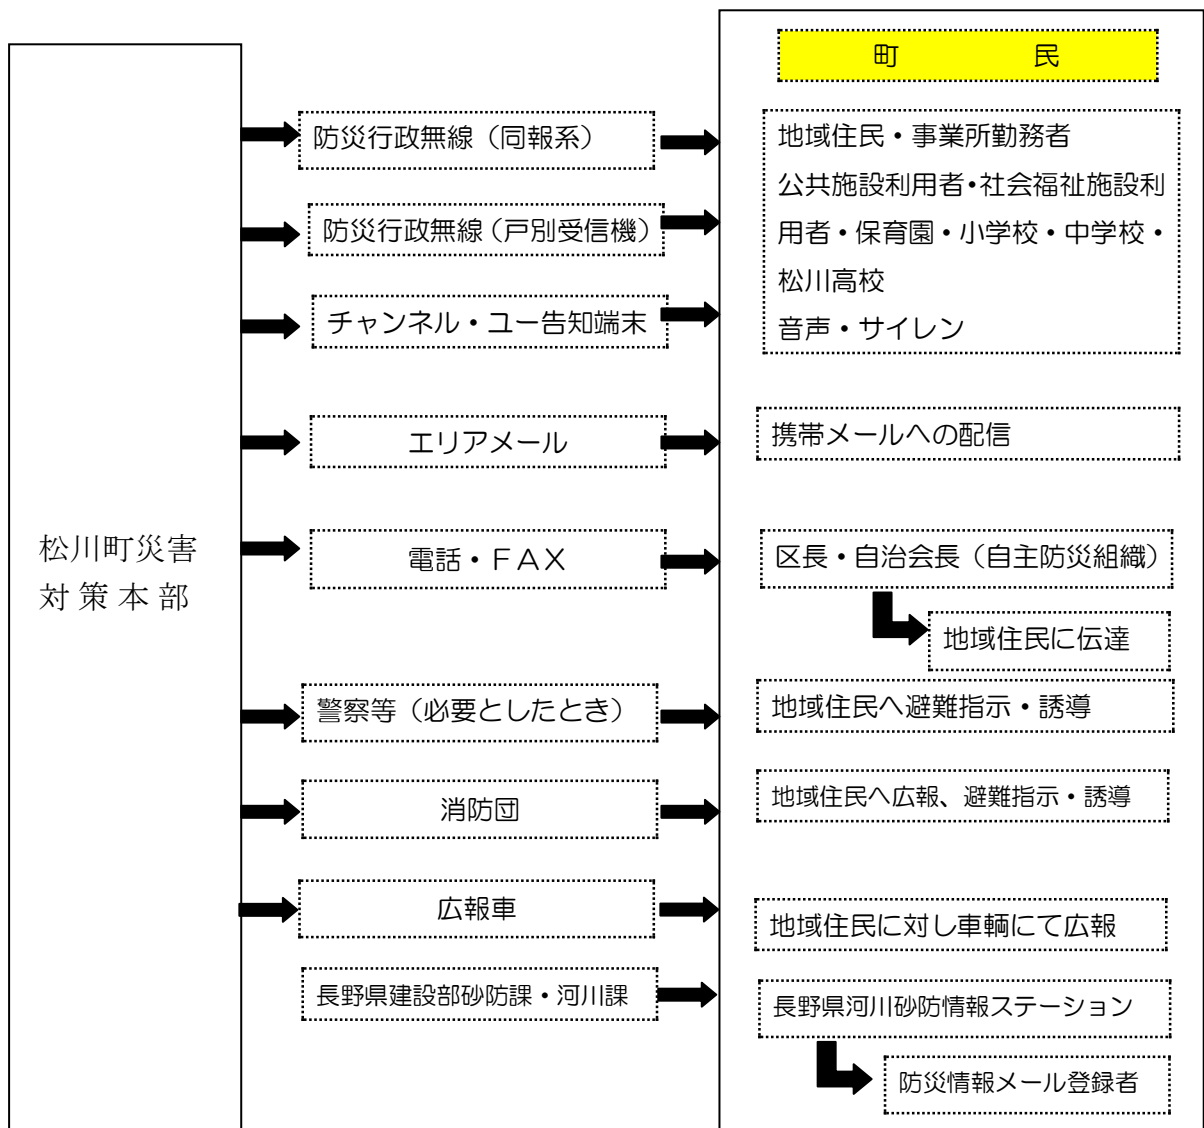 町　　　民
防災行政無線（同報系）
地域住民・事業所勤務者
公共施設利用者・社会福祉施設利
用者・保育園・小学校・中学校・
松川高校
音声・サイレン
防災行政無線（戸別受信機）
チャンネル・ユー告知端末
エリアメール
携帯メールへの配信
松川町災害
対策本部
電話・ＦＡＸ
区長・自治会長（自主防災組織）
地域住民に伝達
警察等（必要としたとき）
地域住民へ避難指示・誘導
消防団
地域住民へ広報、避難指示・誘導
広報車
地域住民に対し車輌にて広報
長野県建設部砂防課・河川課
長野県河川砂防情報ステーション
防災情報メール登録者